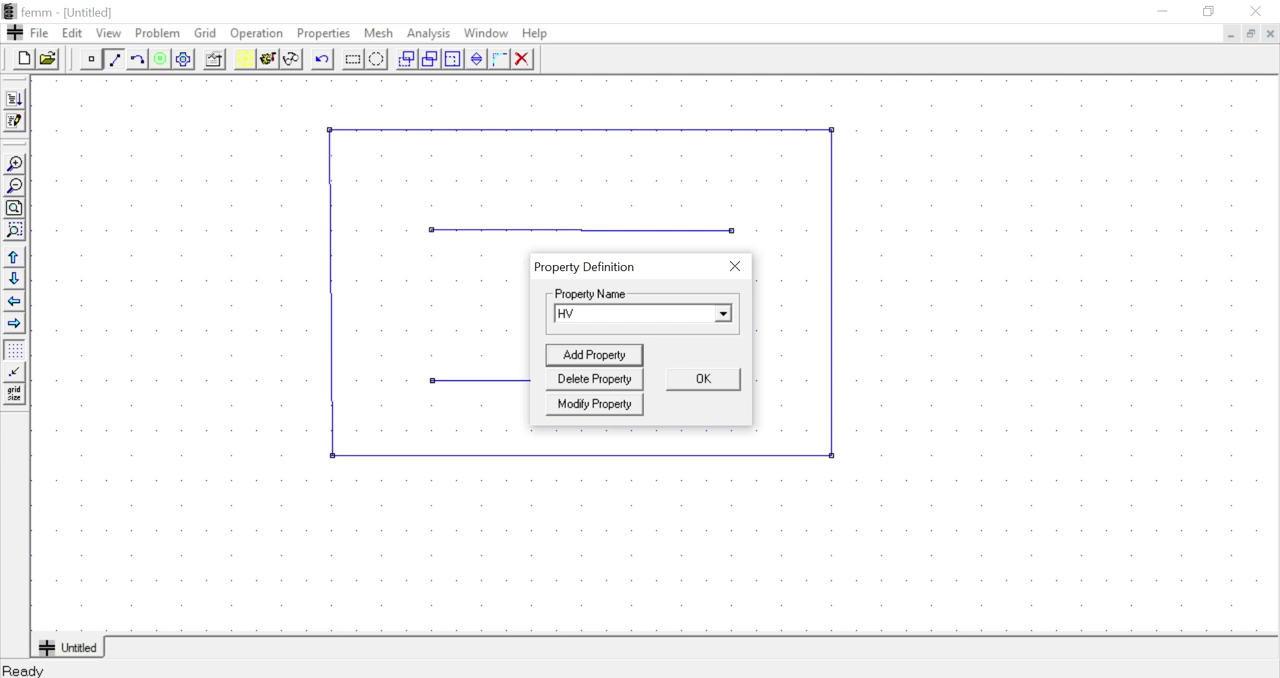 femm - [Untitled]
File Edit View Problem Grid Operation Properties Mesh Analysis Window Help
Property Definition
Property Name
HV
Add Property
Delete Property
OK
Modify Property
grid
size
Untitled
Ready